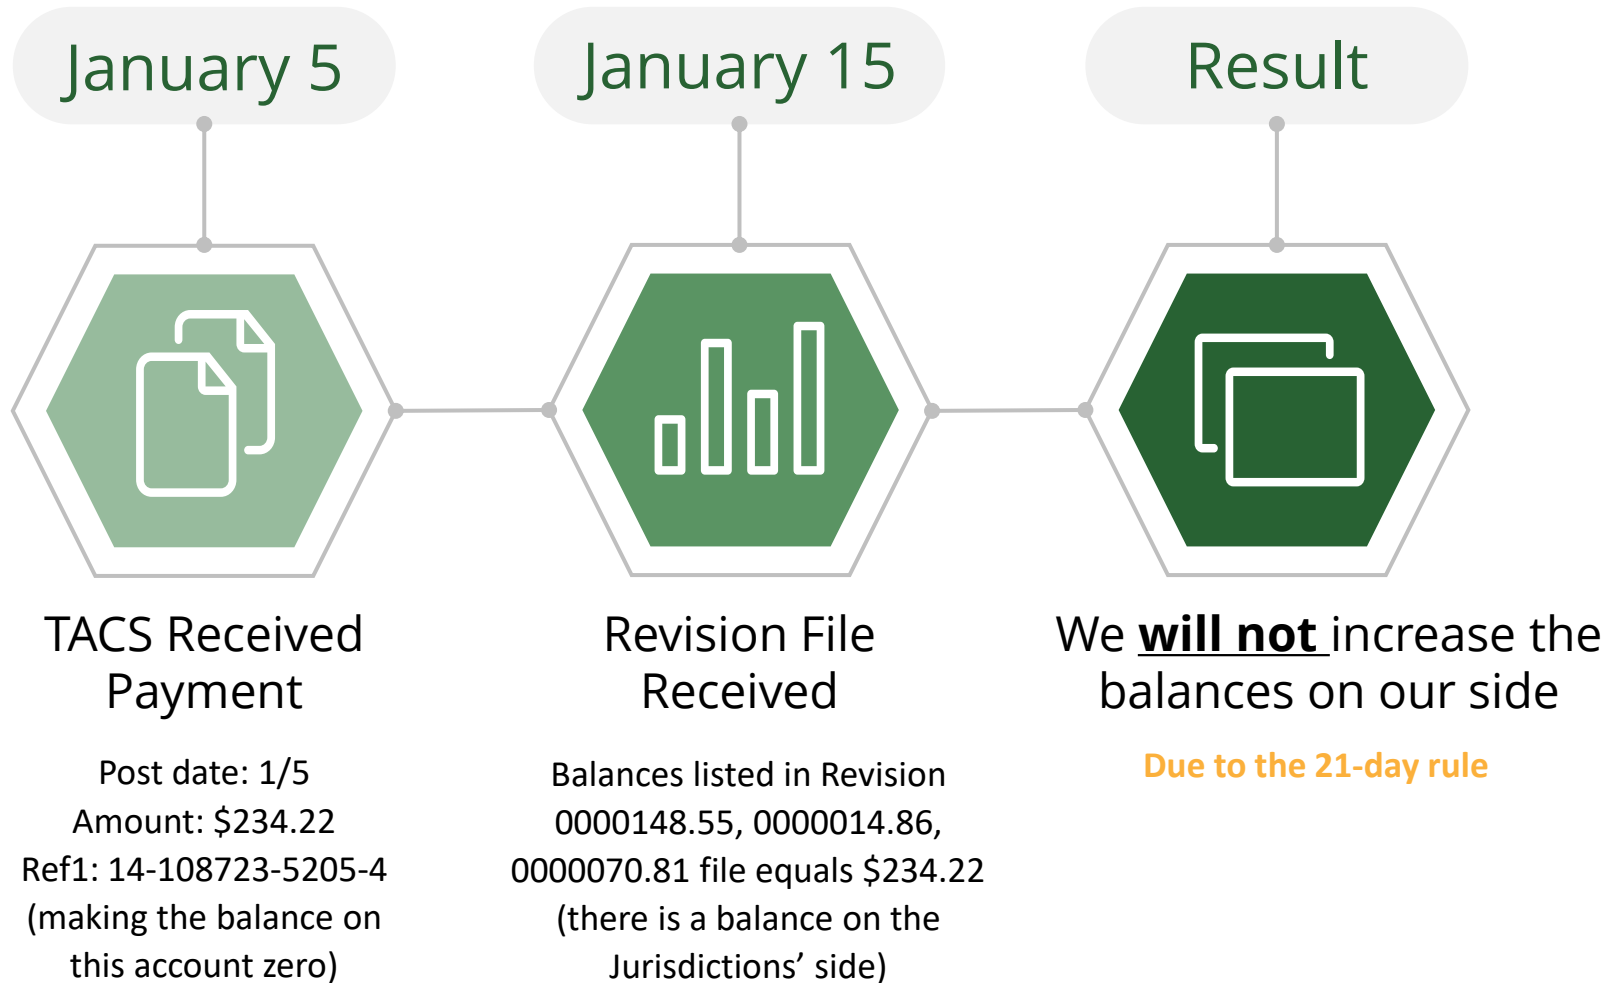 January 5
January 15
Result
TACS Received
Payment
Post date: 1/5
Amount: $234.22
Ref1: 14-108723-5205-4
(making the balance on
this account zero)
Revision File
Received
Balances listed in Revision
0000148.55, 0000014.86,
0000070.81 file equals $234.22
(there is a balance on the
Jurisdictions’ side)
We will not increase the
balances on our side
Due to the 21-day rule